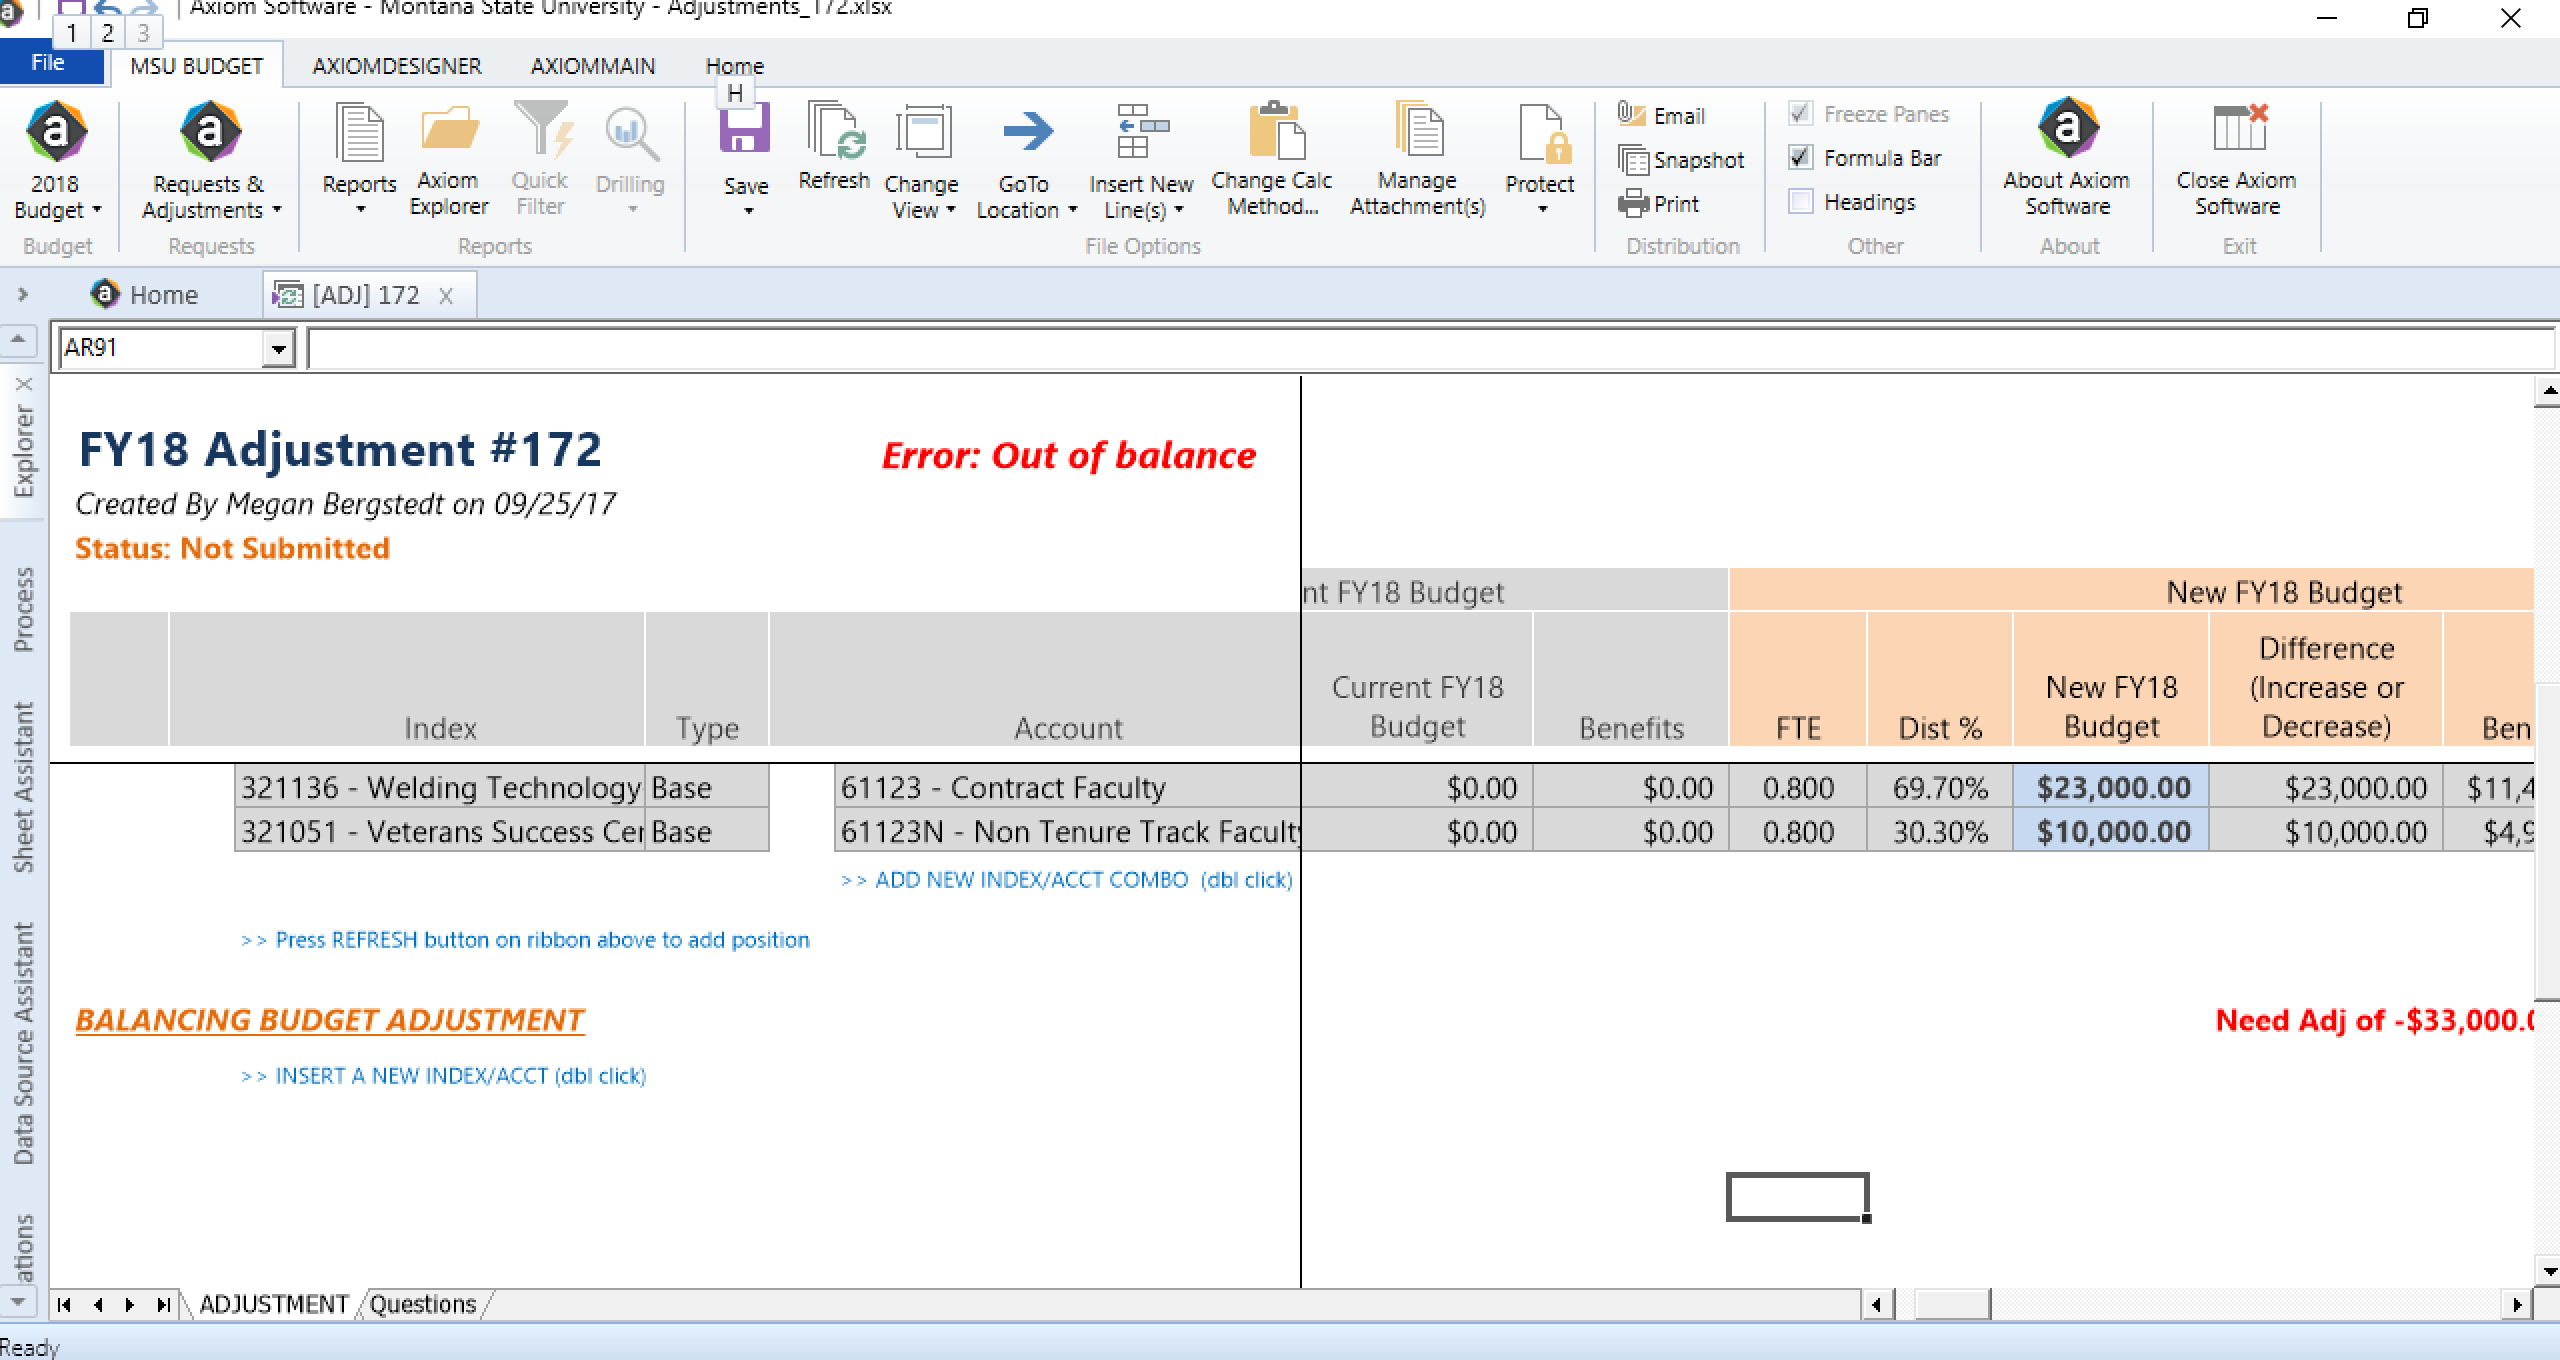 Axiom Software - Montana State University - Adjustments_172.xlsx
1 2 3
File MSU BUDGET AXIOMDESIGNER AXIOMMAIN Home
H
2018 Budget
Requests & Adjustments
Reports
Axiom Explorer
Quick Filter
Drilling
Save
Refresh
Change View
GoTo Location
Insert New Line(s)
Change Calc Method...
Manage Attachment(s)
Protect
Email
Snapshot
Print
Freeze Panes
Formula Bar
Headings
About Axiom Software
Close Axiom Software
Budget Requests Reports File Options Distribution Other About Exit
Home [ADJ] 172
AR91
Explorer
Process
Sheet Assistant
Data Source Assistant
ations
FY18 Adjustment #172 Error: Out of balance
Created By Megan Bergstedt on 09/25/17
Status: Not Submitted
nt FY18 Budget New FY18 Budget
Index Type Account Current FY18 Budget Benefits FTE Dist % New FY18 Budget Difference (Increase or Decrease) Ben
321136 - Welding Technology Base 61123 - Contract Faculty $0.00 $0.00 0.800 69.70% $23,000.00 $23,000.00 $11,4
321051 - Veterans Success Cer Base 61123N - Non Tenure Track Faculty $0.00 $0.00 0.800 30.30% $10,000.00 $10,000.00 $4,9
>> ADD NEW INDEX/ACCT COMBO (dbl click)
>> Press REFRESH button on ribbon above to add position
BALANCING BUDGET ADJUSTMENT Need Adj of -$33,000.0
>> INSERT A NEW INDEX/ACCT (dbl click)
ADJUSTMENT Questions
Ready